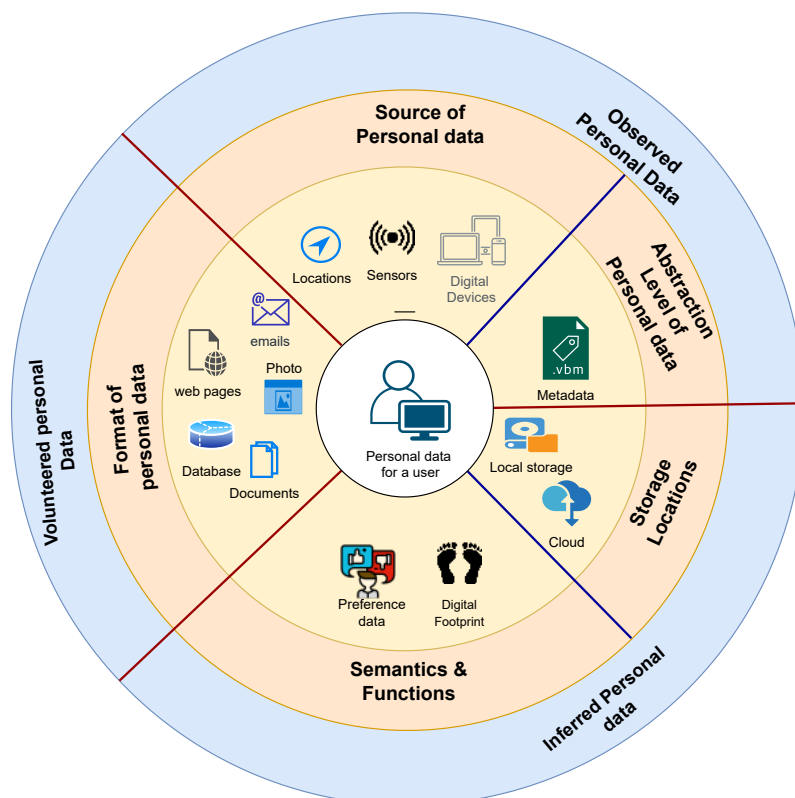 Source of
Personal data
Observed
Personal Data
Abstraction
Level of
Personal data
Locations
Sensors
Digital
Devices
@
emails
web pages
Photo
.vbm
Metadata
Volunteered personal
Data
Format of
personal data
Database
Documents
Personal data
for a user
Local storage
Cloud
Storage
Locations
Preference
data
Digital
Footprint
Semantics &
Functions
Inferred Personal
data